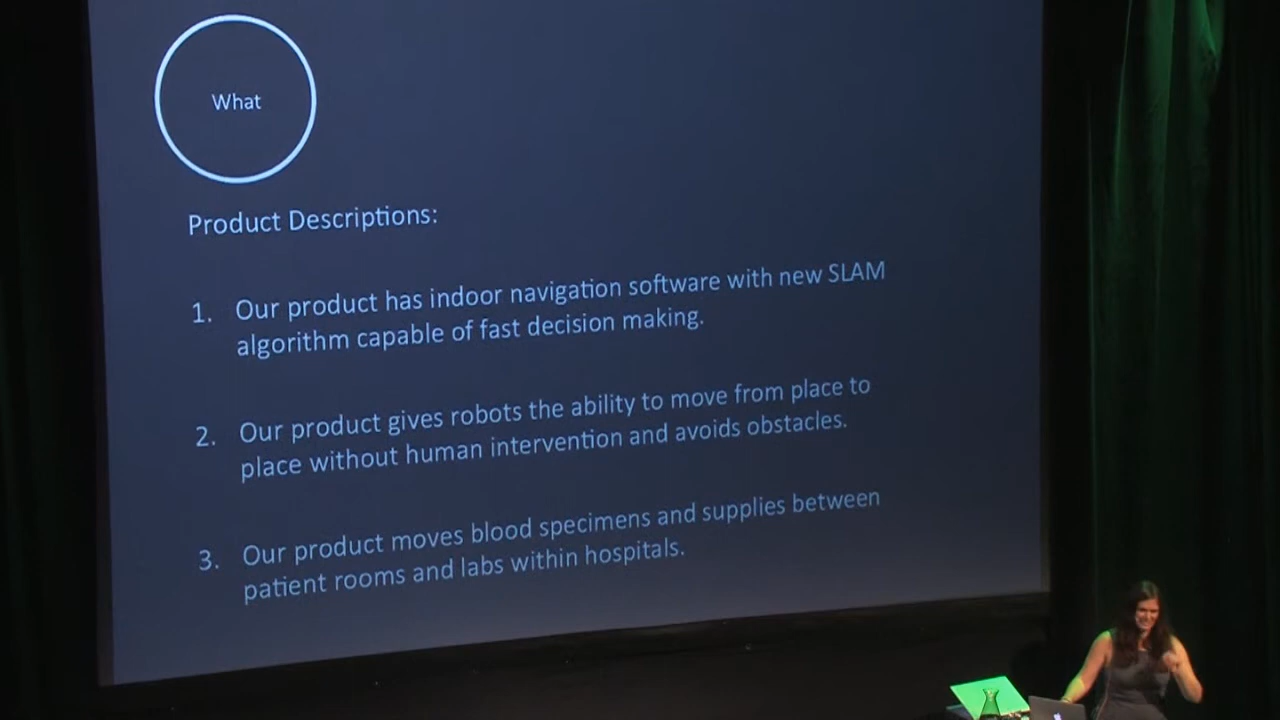 What
Product Descriptions:
1. Our product has indoor navigation software with new SLAM
algorithm capable of fast decision making.
2. Our product gives robots the ability to move from place to
place without human intervention and avoids obstacles.
3. Our product moves blood specimens and supplies between
patient rooms and labs within hospitals.